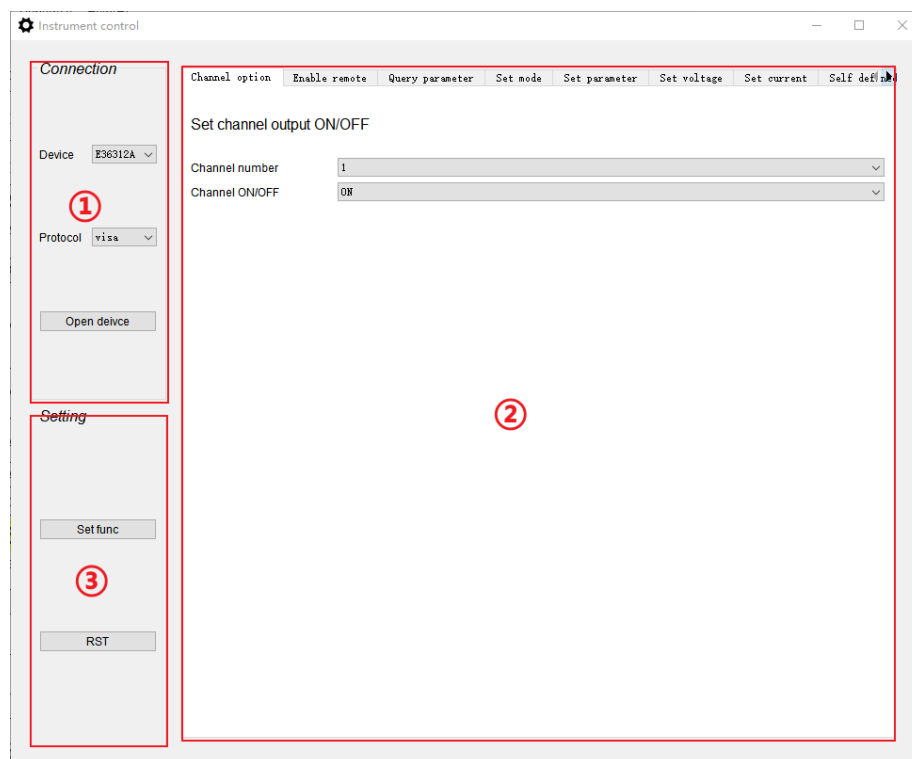 Instrument control
Connection
Device E36312A
①
Protocol visa
Open deivce
Channel option Enable remote Query parameter Set mode Set parameter Set voltage Set current Self defined
Set channel output ON/OFF
Channel number 1
Channel ON/OFF ON
②
Setting
Set func
③
RST